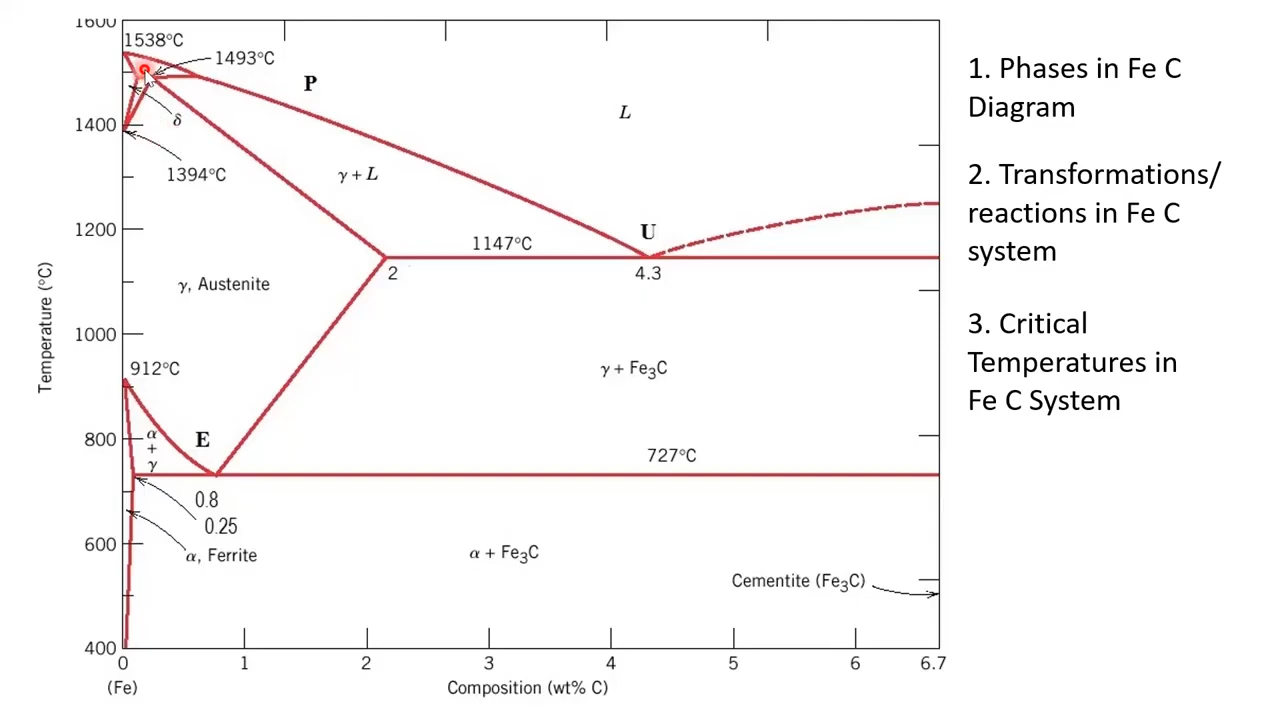 1600
1538°C
1493°C
P
L
1. Phases in Fe C
Diagram
1400
δ
1394°C
γ + L
2. Transformations/
reactions in Fe C
system
1200
U
1147°C
2
4.3
γ, Austenite
Temperature (°C)
1000
3. Critical
Temperatures in
Fe C System
912°C
γ + Fe₃C
800
α
+
γ
E
727°C
0.8
0.25
600
α, Ferrite
α + Fe₃C
Cementite (Fe₃C)
400
0 1 2 3 4 5 6 6.7
(Fe)
Composition (wt% C)